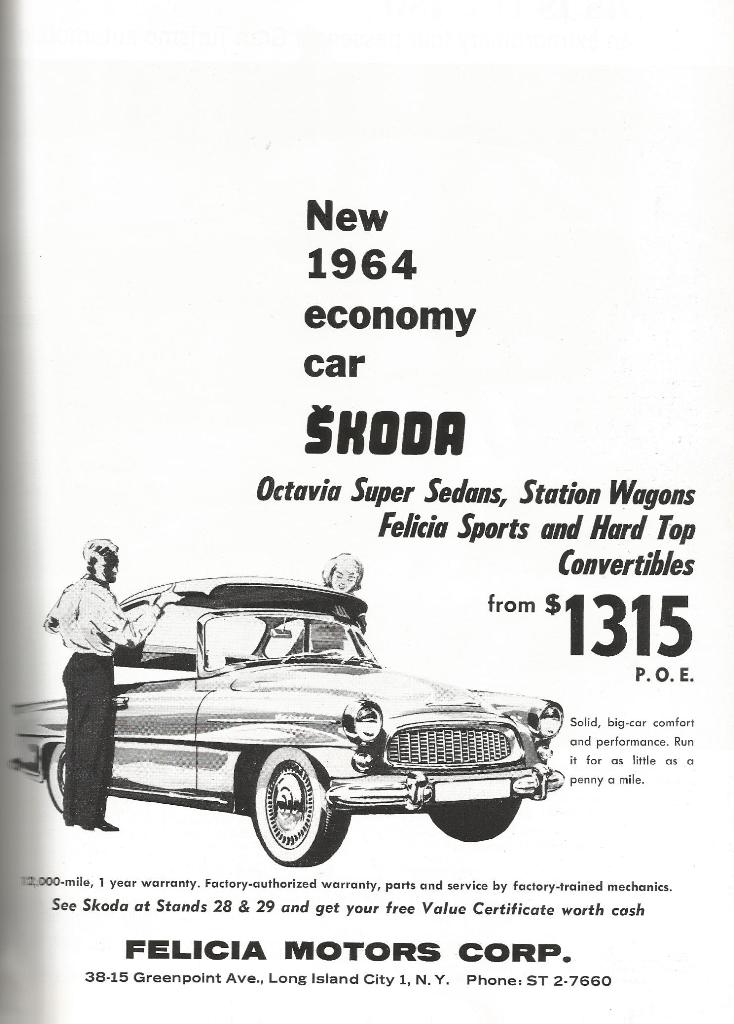 New
1964
economy
car
ŠKODA
Octavia Super Sedans, Station Wagons
Felicia Sports and Hard Top
Convertibles
from $1315
P. O. E.
Solid, big-car comfort
and performance. Run
it for as little as a
penny a mile.
12,000-mile, 1 year warranty. Factory-authorized warranty, parts and service by factory-trained mechanics.
See Skoda at Stands 28 & 29 and get your free Value Certificate worth cash
FELICIA MOTORS CORP.
38-15 Greenpoint Ave., Long Island City 1, N. Y. Phone: ST 2-7660